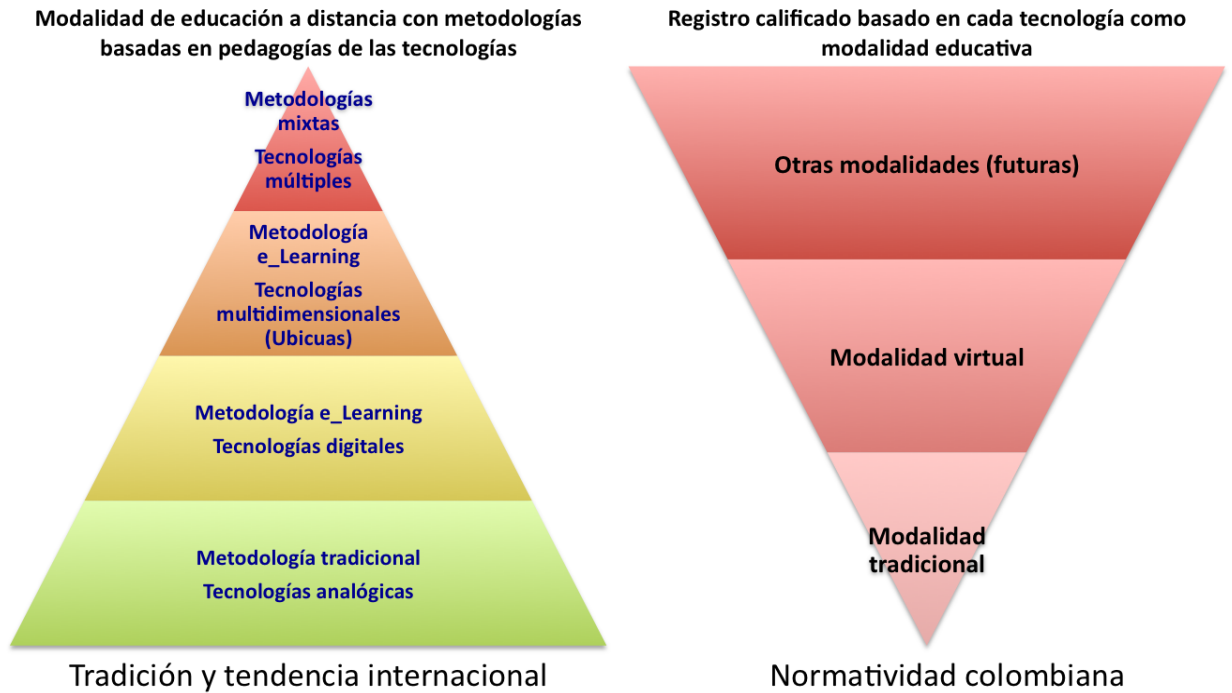 Modalidad de educación a distancia con metodologías
basadas en pedagogías de las tecnologías
Metodologías
mixtas
Tecnologías
múltiples
Metodología
e_Learning
Tecnologías
multidimensionales
(Ubicuas)
Metodología e_Learning
Tecnologías digitales
Metodología tradicional
Tecnologías analógicas
Tradición y tendencia internacional
Registro calificado basado en cada tecnología como
modalidad educativa
Otras modalidades (futuras)
Modalidad virtual
Modalidad
tradicional
Normatividad colombiana